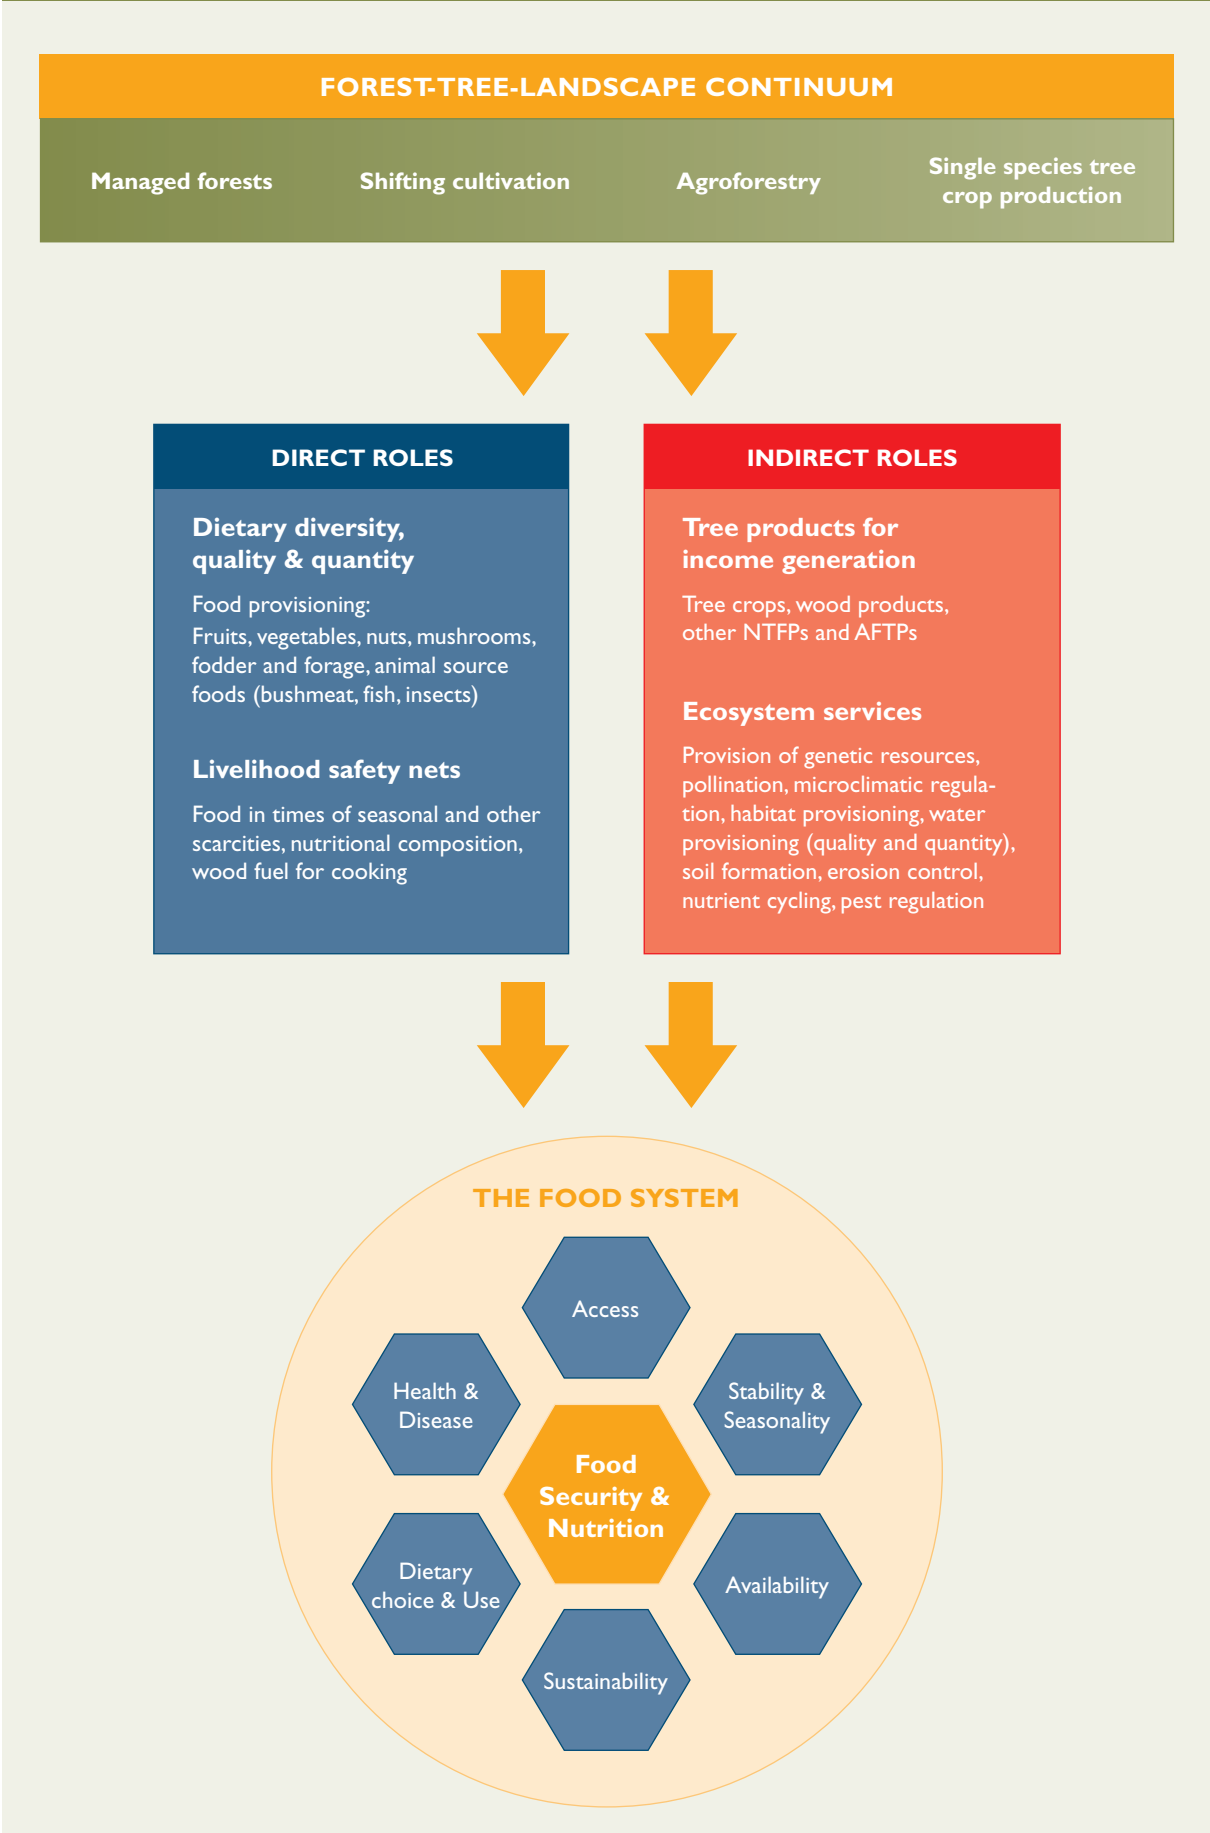 FOREST-TREE-LANDSCAPE CONTINUUM
Managed forests
Shifting cultivation
Agroforestry
Single species tree
crop production
DIRECT ROLES
Dietary diversity,
quality & quantity
Food provisioning:
Fruits, vegetables, nuts, mushrooms,
fodder and forage, animal source
foods (bushmeat, fish, insects)
Livelihood safety nets
Food in times of seasonal and other
scarcities, nutritional composition,
wood fuel for cooking
INDIRECT ROLES
Tree products for
income generation
Tree crops, wood products,
other NTFPs and AFTPs
Ecosystem services
Provision of genetic resources,
pollination, microclimatic regula-
tion, habitat provisioning, water
provisioning (quality and quantity),
soil formation, erosion control,
nutrient cycling, pest regulation
THE FOOD SYSTEM
Access
Health &
Disease
Stability &
Seasonality
Food
Security &
Nutrition
Dietary
choice & Use
Availability
Sustainability